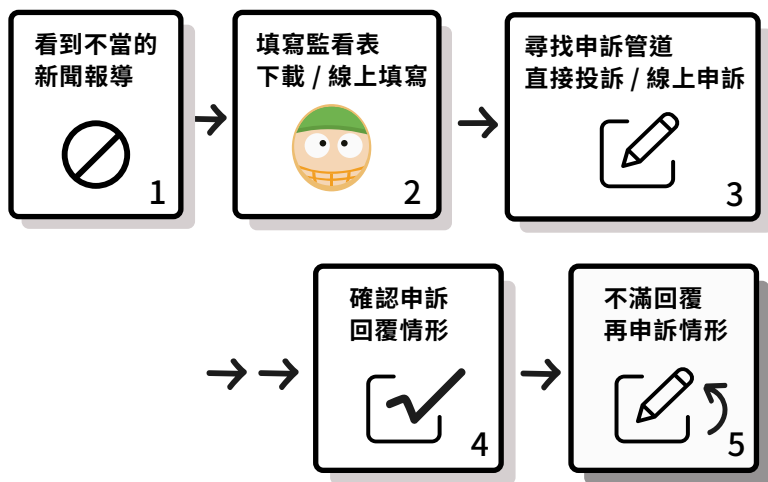 看到不當的
新聞報導
1
填寫監看表
下載 / 線上填寫
2
尋找申訴管道
直接投訴 / 線上申訴
3
確認申訴
回覆情形
4
不滿回覆
再申訴情形
5